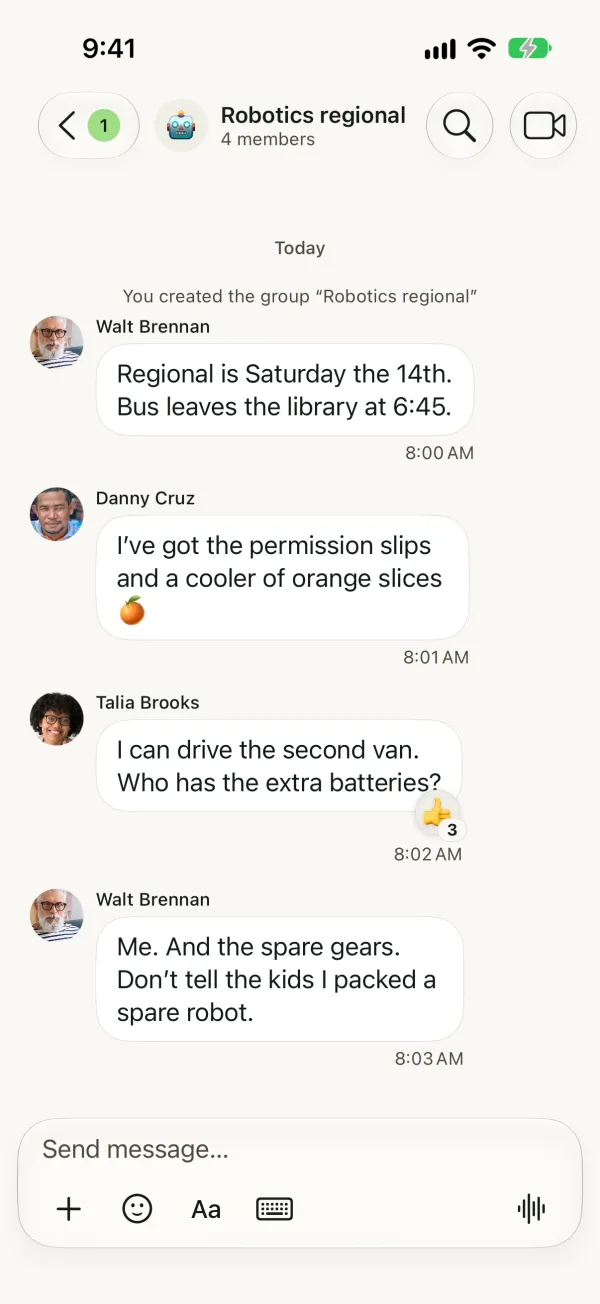 9:41
1
Robotics regional
4 members
Today
You created the group “Robotics regional”
Walt Brennan
Regional is Saturday the 14th.
Bus leaves the library at 6:45.
8:00 AM
Danny Cruz
I’ve got the permission slips
and a cooler of orange slices
🍊
8:01 AM
Talia Brooks
I can drive the second van.
Who has the extra batteries?
👍
3
8:02 AM
Walt Brennan
Me. And the spare gears.
Don’t tell the kids I packed a
spare robot.
8:03 AM
Send message...
Aa